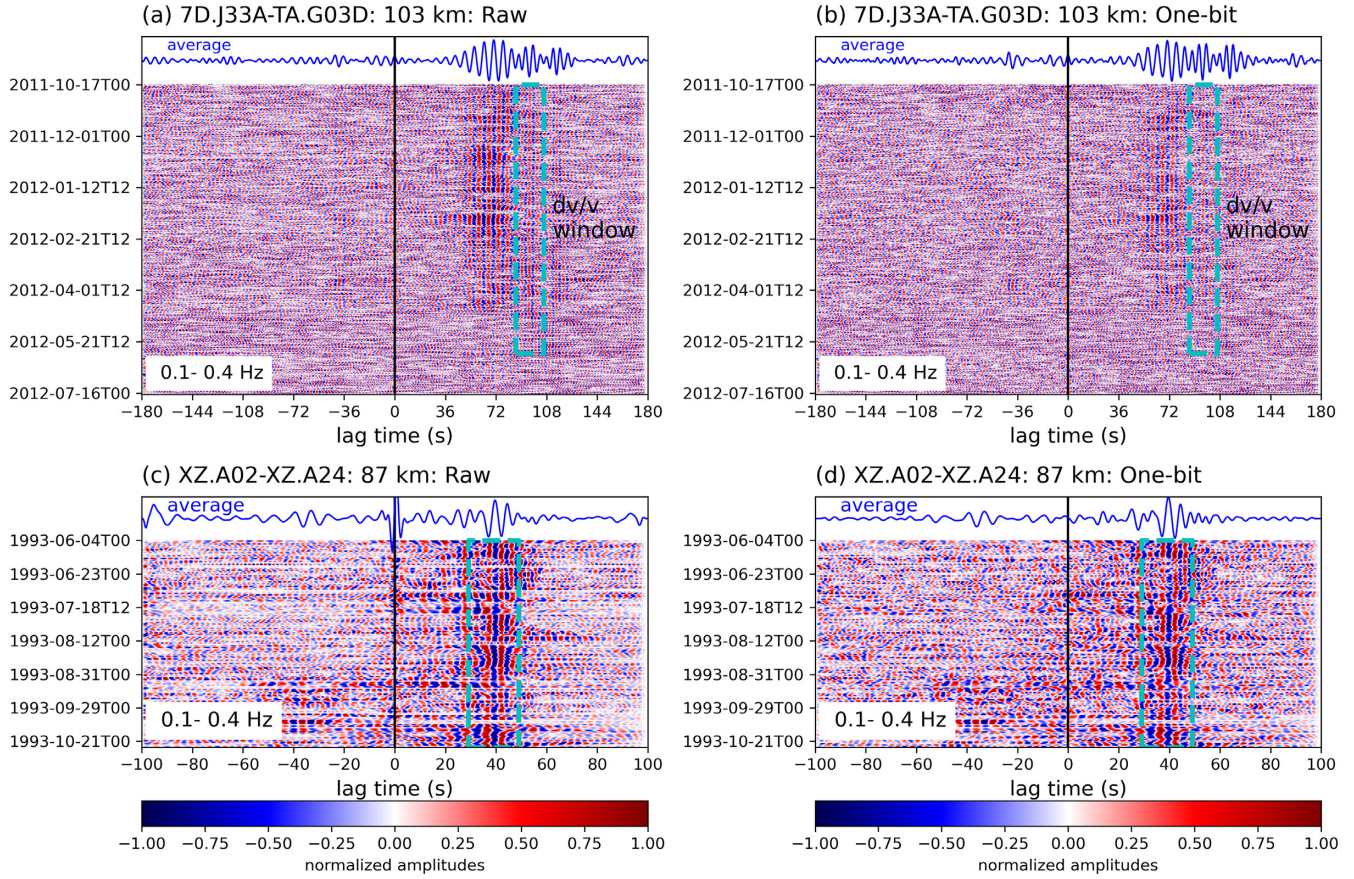 (a) 7D.J33A-TA.G03D: 103 km: Raw
average
2011-10-17T00
2011-12-01T00
2012-01-12T12
2012-02-21T12
2012-04-01T12
2012-05-21T12
2012-07-16T00
dv/v
window
0.1- 0.4 Hz
−180 −144 −108 −72 −36 0 36 72 108 144 180
lag time (s)
(b) 7D.J33A-TA.G03D: 103 km: One-bit
average
2011-10-17T00
2011-12-01T00
2012-01-12T12
2012-02-21T12
2012-04-01T12
2012-05-21T12
2012-07-16T00
dv/v
window
0.1- 0.4 Hz
−180 −144 −108 −72 −36 0 36 72 108 144 180
lag time (s)
(c) XZ.A02-XZ.A24: 87 km: Raw
average
1993-06-04T00
1993-06-23T00
1993-07-18T12
1993-08-12T00
1993-08-31T00
1993-09-29T00
1993-10-21T00
0.1- 0.4 Hz
−100 −80 −60 −40 −20 0 20 40 60 80 100
lag time (s)
−1.00 −0.75 −0.50 −0.25 0.00 0.25 0.50 0.75 1.00
normalized amplitudes
(d) XZ.A02-XZ.A24: 87 km: One-bit
average
1993-06-04T00
1993-06-23T00
1993-07-18T12
1993-08-12T00
1993-08-31T00
1993-09-29T00
1993-10-21T00
0.1- 0.4 Hz
−100 −80 −60 −40 −20 0 20 40 60 80 100
lag time (s)
−1.00 −0.75 −0.50 −0.25 0.00 0.25 0.50 0.75 1.00
normalized amplitudes